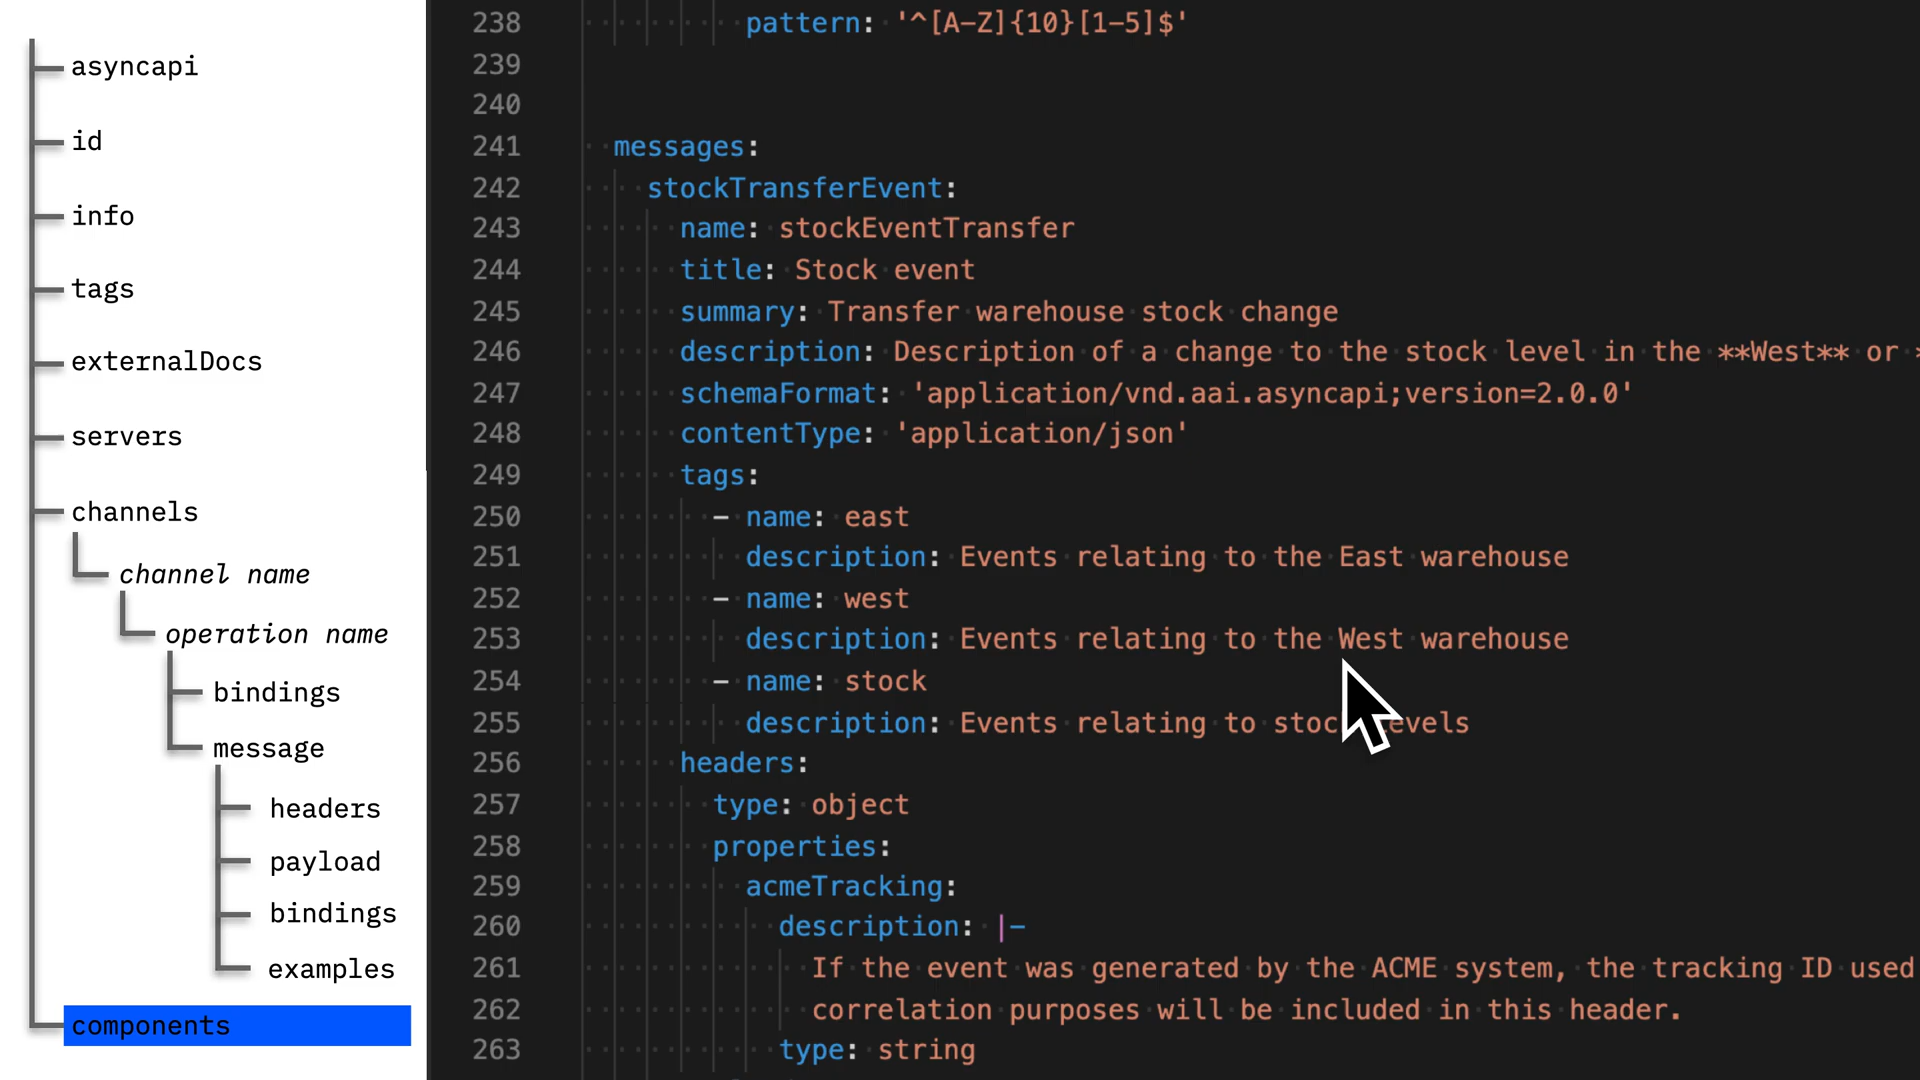 asyncapi
id
info
tags
externalDocs
servers
channels
channel name
operation name
bindings
message
headers
payload
bindings
examples
components
238 pattern: '^[A-Z]{10}[1-5]$'
239
240
241 messages:
242 stockTransferEvent:
243 name: stockEventTransfer
244 title: Stock event
245 summary: Transfer warehouse stock change
246 description: Description of a change to the stock level in the **West** or
247 schemaFormat: 'application/vnd.aai.asyncapi;version=2.0.0'
248 contentType: 'application/json'
249 tags:
250 - name: east
251 description: Events relating to the East warehouse
252 - name: west
253 description: Events relating to the West warehouse
254 - name: stock
255 description: Events relating to stock levels
256 headers:
257 type: object
258 properties:
259 acmeTracking:
260 description: |-
261 If the event was generated by the ACME system, the tracking ID used
262 correlation purposes will be included in this header.
263 type: string